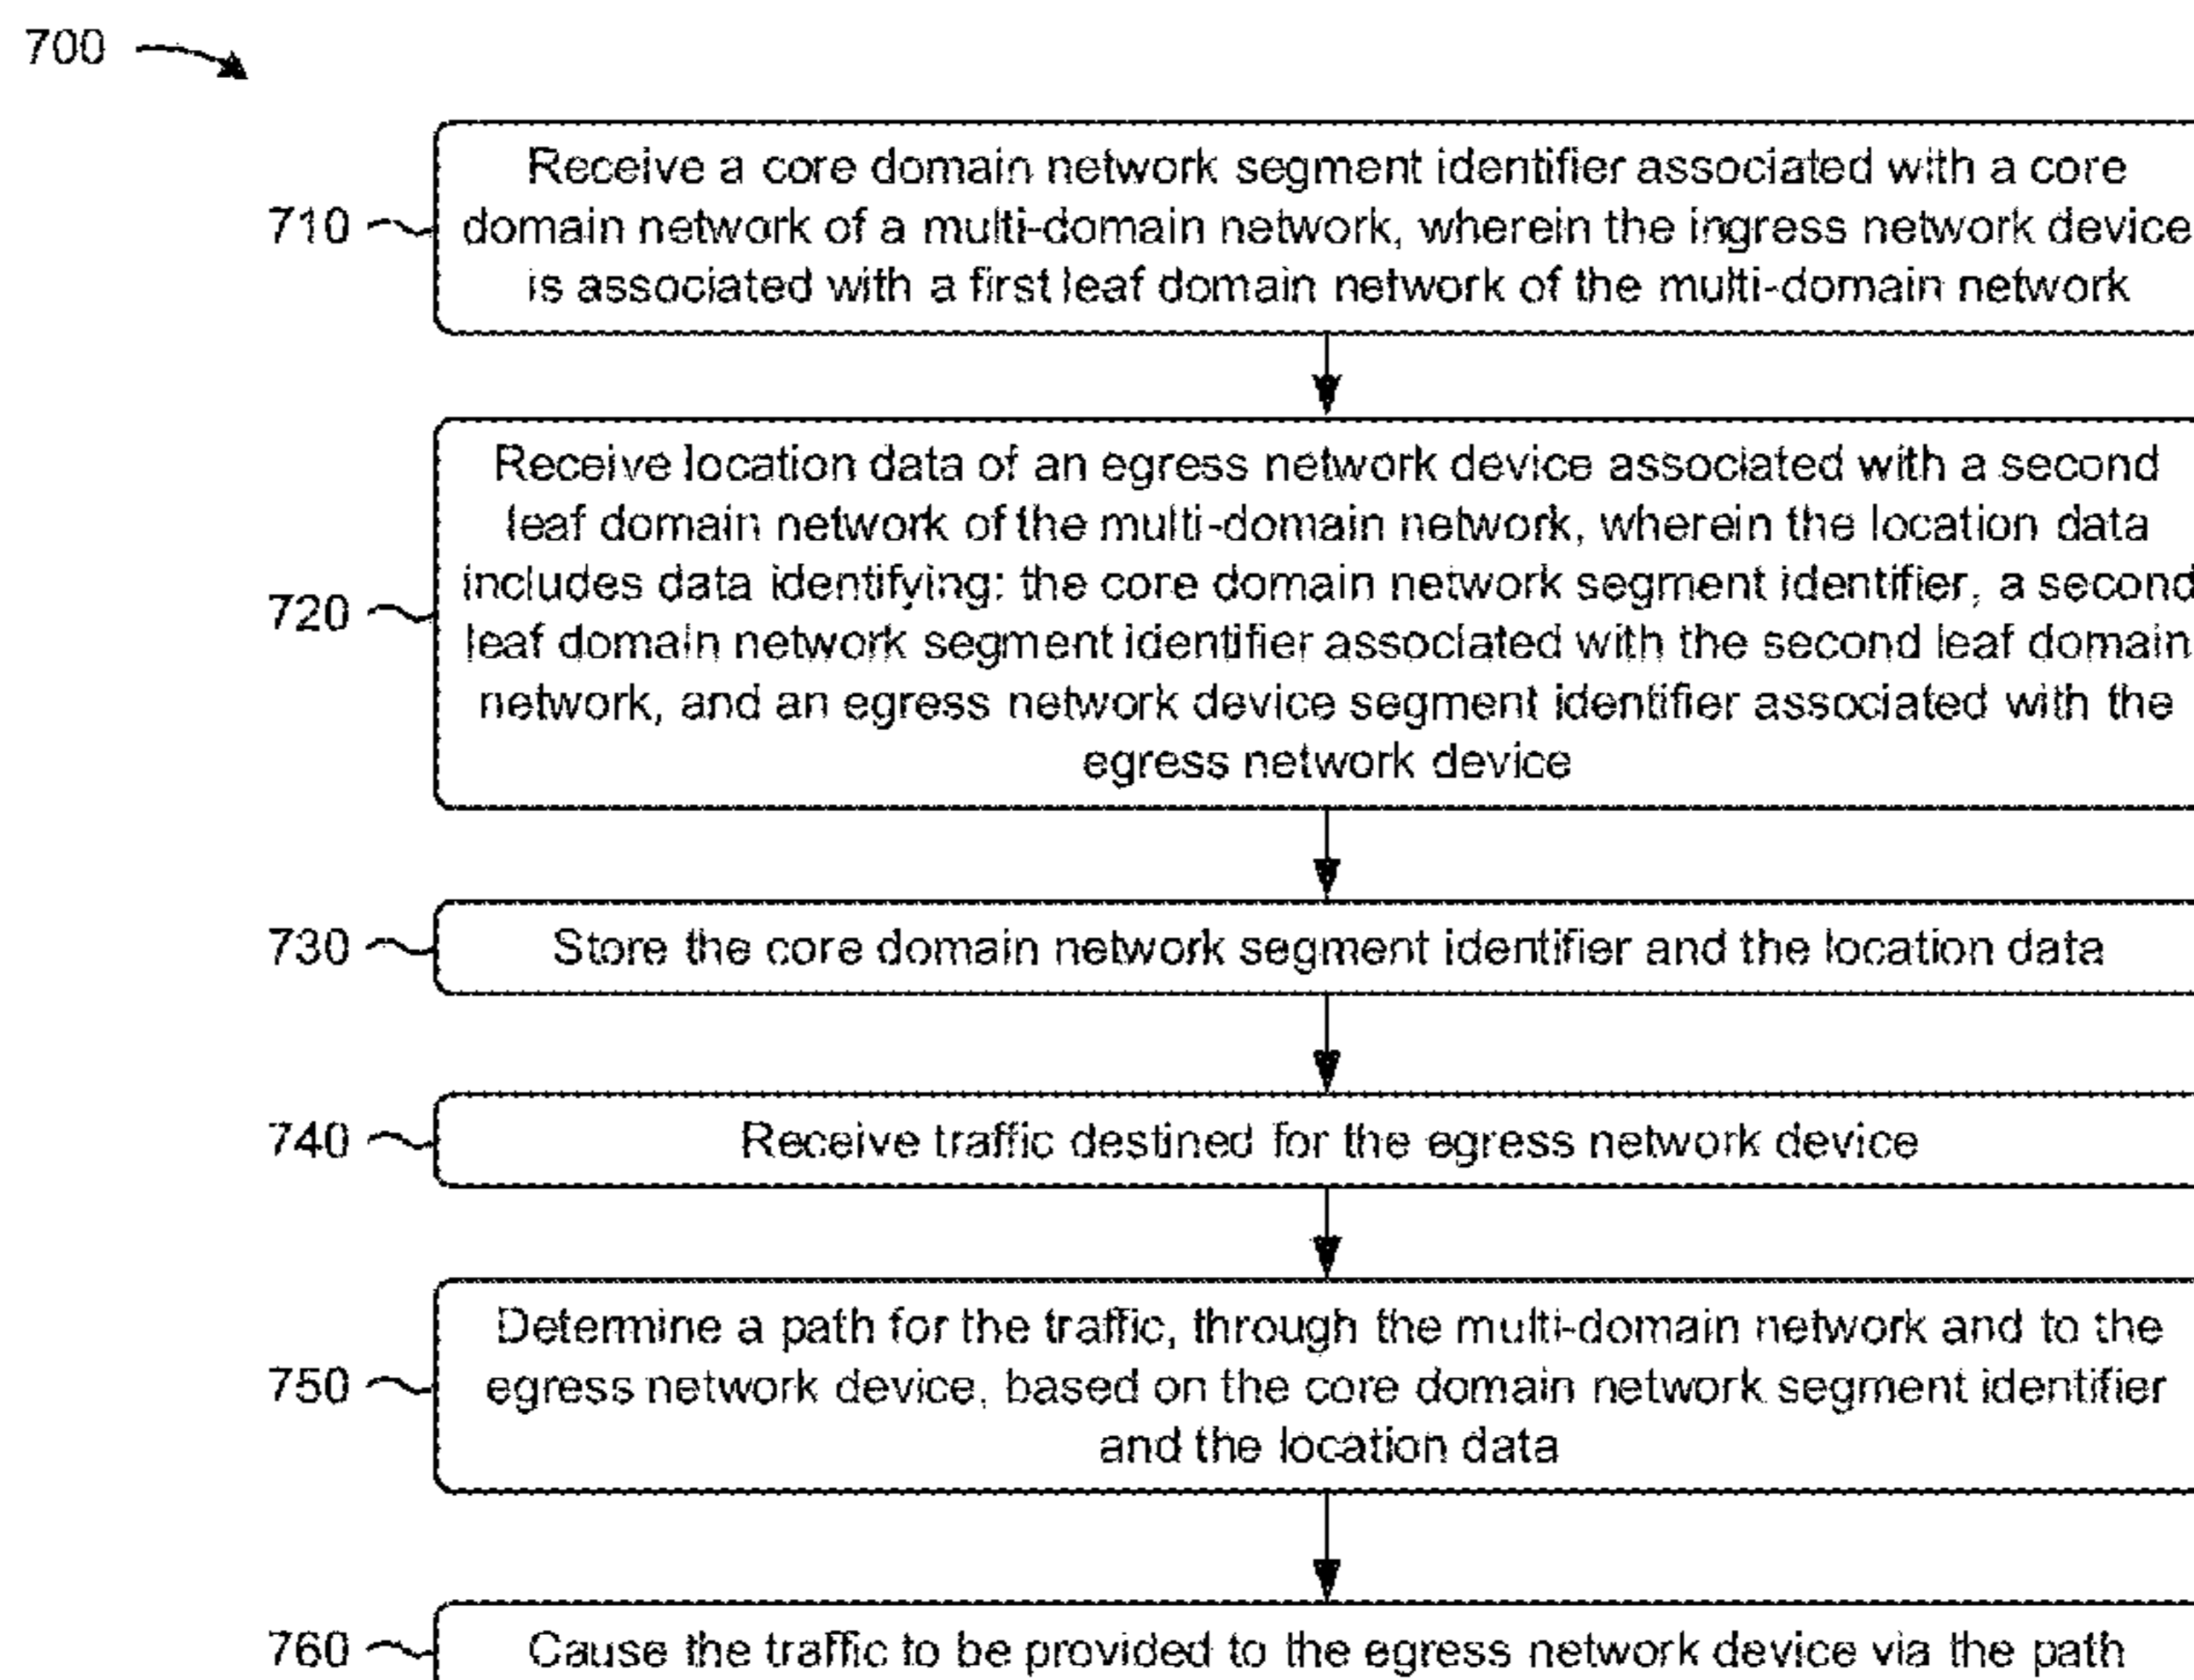 700
Receive a core domain network segment identifier associated with a core
710
domain network of a multi-domain network, wherein the ingress network device
is associated with a first leaf domain network of the multi-domain network
Receive location data of an egress network device associated with a second
leaf domain network of the multi-domain network, wherein the location data
includes data identifying: the core domain network segment identifier, a second
720
leaf domain network segment identifier associated with the second leaf domain
network, and an egress network device segment identifier associated with the
egress network device
730
Store the core domain network segment identifier and the location data
740
Receive traffic destined for the egress network device
Determine a path for the traffic, through the multi-domain network and to the
750
egress network device, based on the core domain network segment identifier
and the location data
760
Cause the traffic to be provided to the egress network device via the path